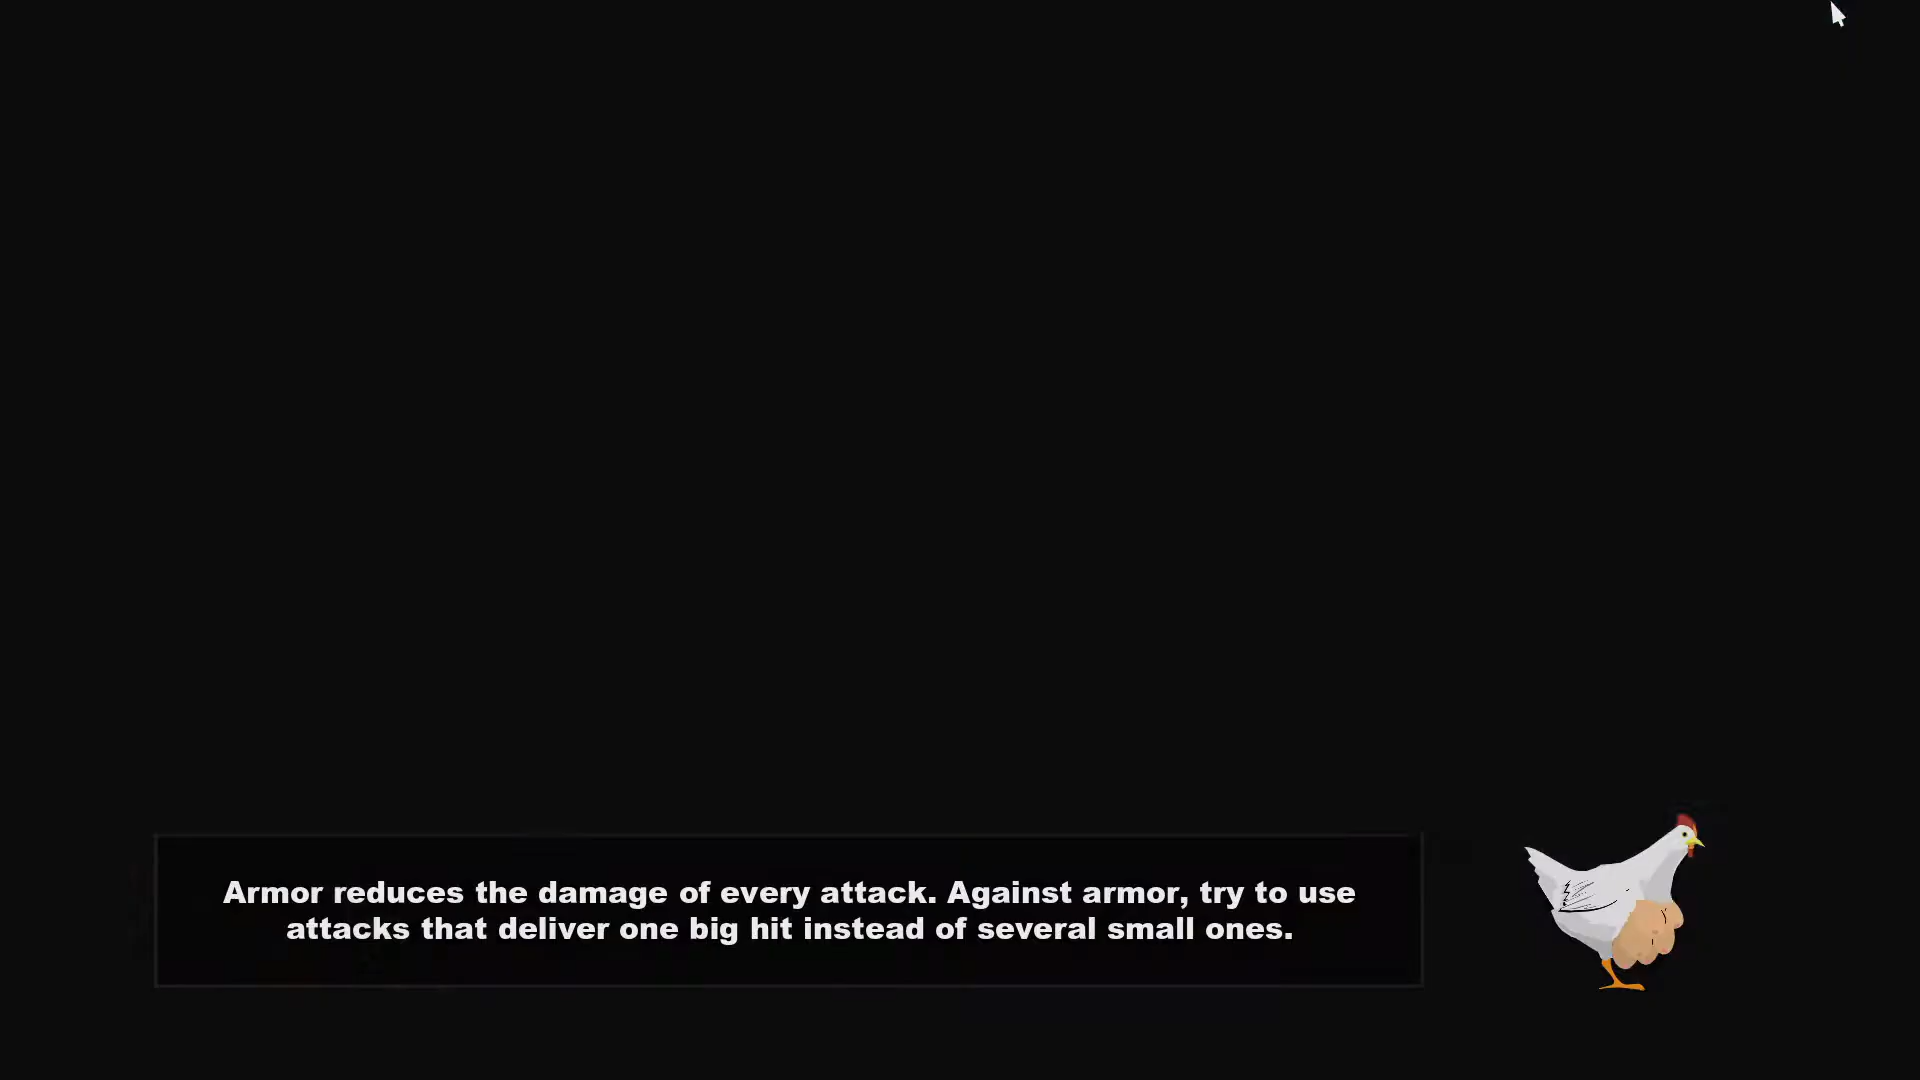 Armor reduces the damage of every attack. Against armor, try to use
attacks that deliver one big hit instead of several small ones.